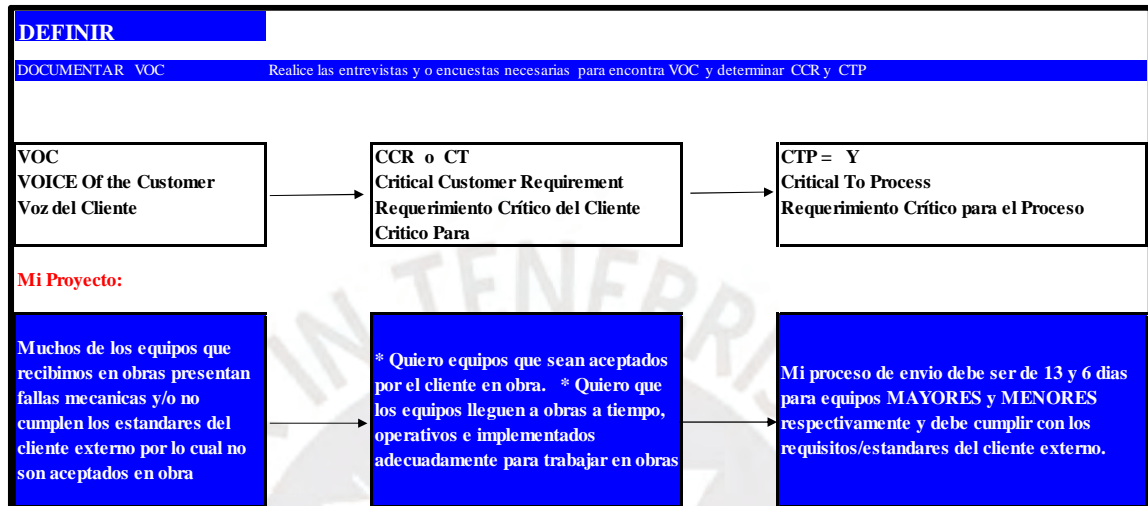 DEFINIR
DOCUMENTAR VOC Realice las entrevistas y o encuestas necesarias para encontra VOC y determinar CCR y CTP
VOC
VOICE Of the Customer
Voz del Cliente
CCR o CT
Critical Customer Requirement
Requerimiento Crítico del Cliente
Critico Para
CTP = Y
Critical To Process
Requerimiento Crítico para el Proceso
Mi Proyecto:
Muchos de los equipos que
recibimos en obras presentan
fallas mecanicas y/o no
cumplen los estandares del
cliente externo por lo cual no
son aceptados en obra
* Quiero equipos que sean aceptados
por el cliente en obra. * Quiero que
los equipos lleguen a obras a tiempo,
operativos e implementados
adecuadamente para trabajar en obras
Mi proceso de envio debe ser de 13 y 6 dias
para equipos MAYORES y MENORES
respectivamente y debe cumplir con los
requisitos/estandares del cliente externo.